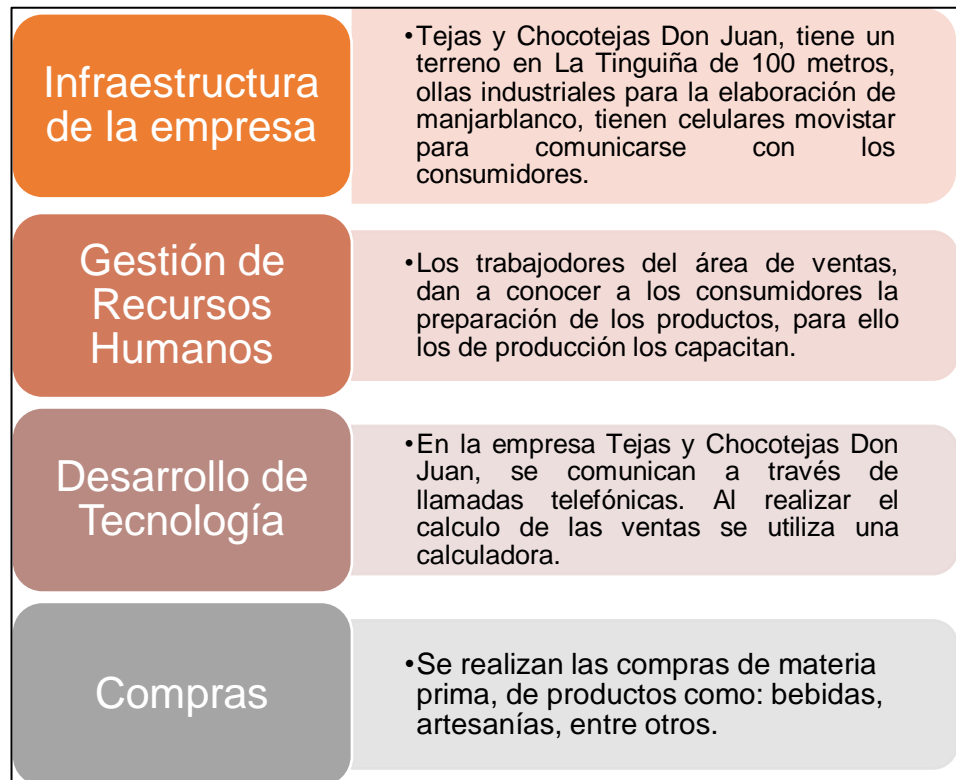 Infraestructura
de la empresa
•Tejas y Chocotejas Don Juan, tiene un
terreno en La Tinguiña de 100 metros,
ollas industriales para la elaboración de
manjarblanco, tienen celulares movistar
para comunicarse con los
consumidores.
Gestión de
Recursos
Humanos
•Los trabajodores del área de ventas,
dan a conocer a los consumidores la
preparación de los productos, para ello
los de producción los capacitan.
Desarrollo de
Tecnología
•En la empresa Tejas y Chocotejas Don
Juan, se comunican a través de
llamadas telefónicas. Al realizar el
calculo de las ventas se utiliza una
calculadora.
Compras
•Se realizan las compras de materia
prima, de productos como: bebidas,
artesanías, entre otros.